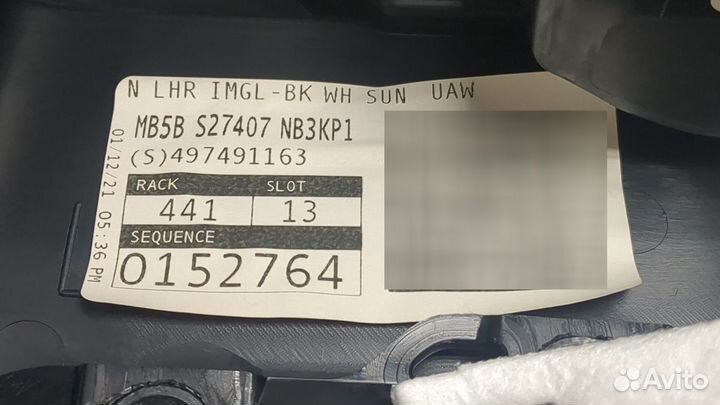 N LHR IMGL-BK WH SUN UAW
MB5B S27407 NB3KP1
(S)497491163
RACK SLOT
441 13
SEQUENCE
0152764
01/12/21 05:36 PM
Avito